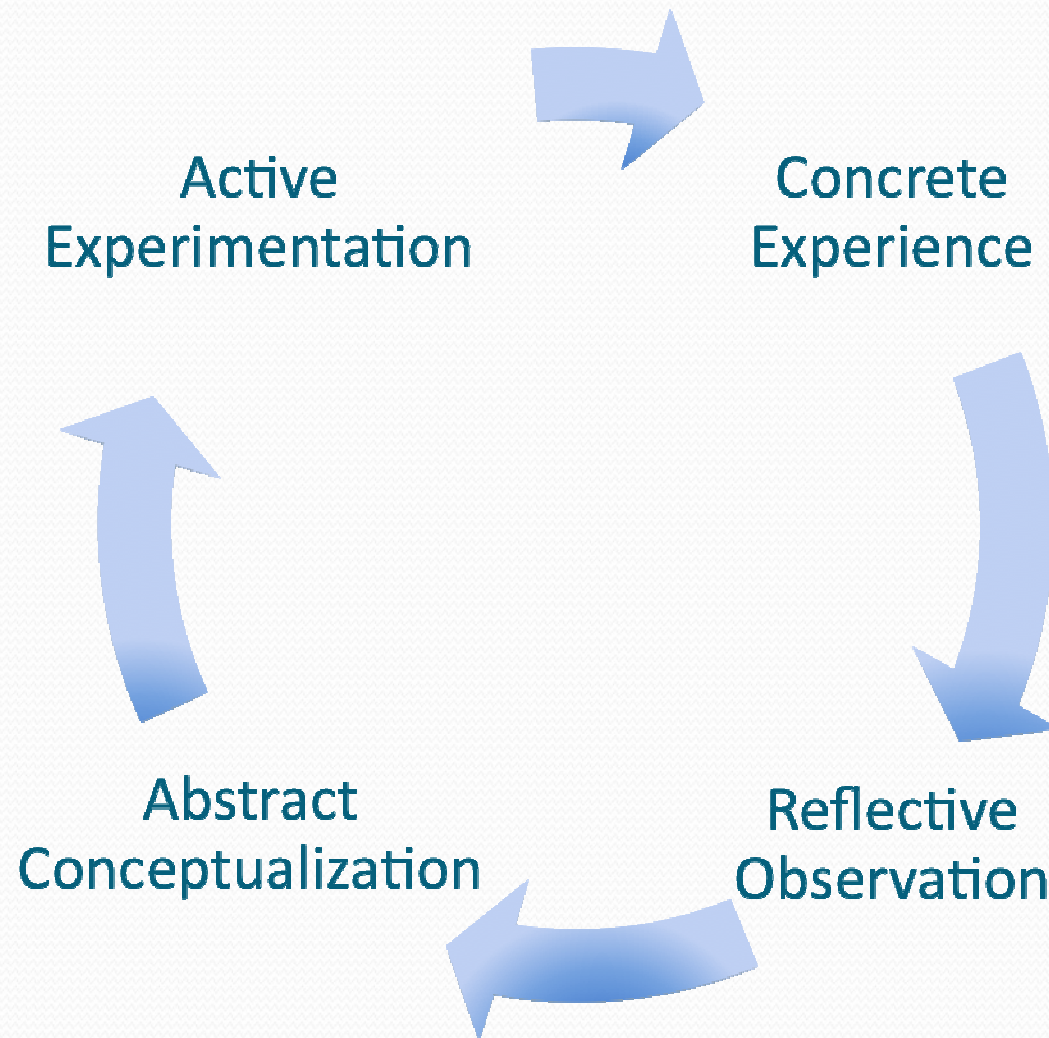 Active
Experimentation
Concrete
Experience
Abstract
Conceptualization
Reflective
Observation